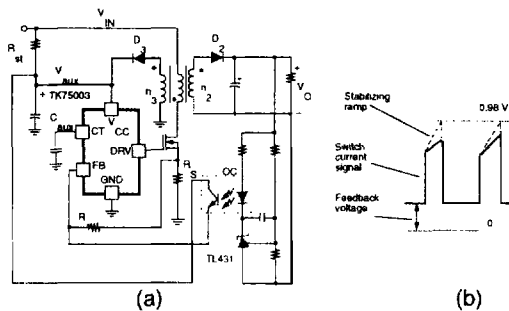 V
IN
D
3
D
2
R
st
V
aux
+ TK75003
n
3
n
2
+
V
O
C
aux
V
CT
CC
DRV
FB
GND
R
S
OC
R
TL431
(a)
Stabilizing
ramp
0.98 V
Switch
current
signal
Feedback
voltage
0
(b)